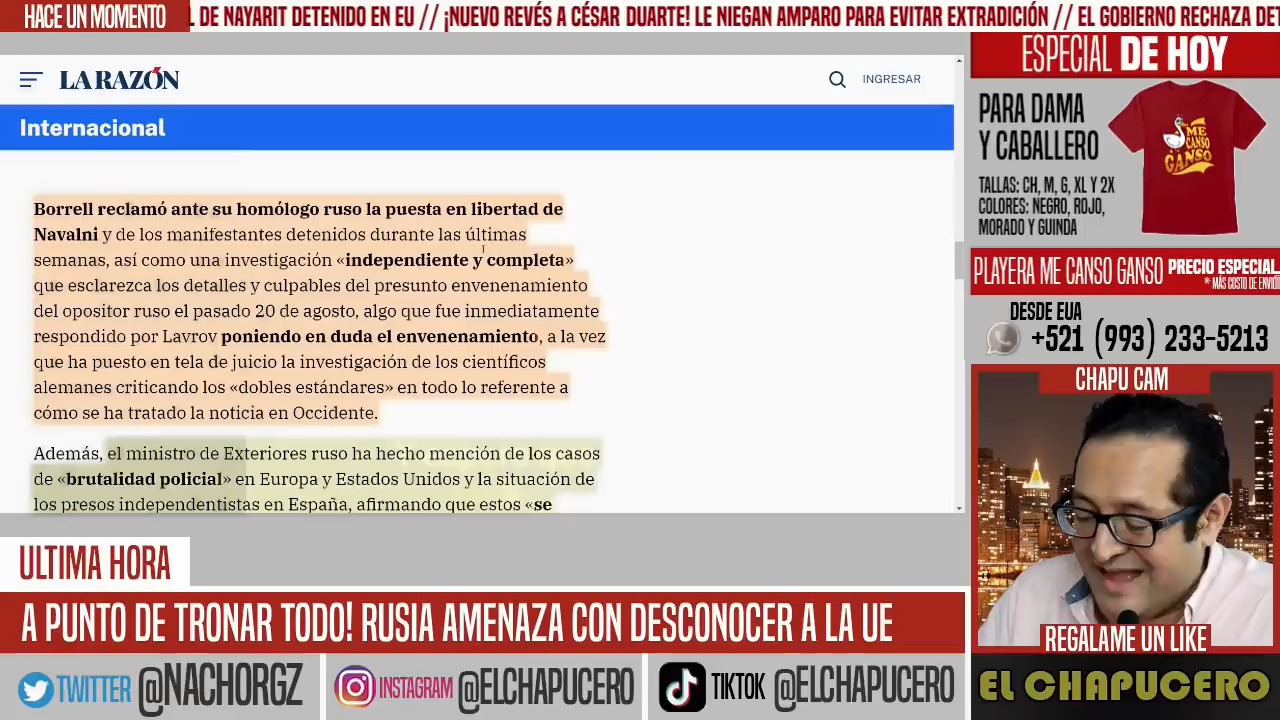 HACE UN MOMENTO
L DE NAYARIT DETENIDO EN EU // ¡NUEVO REVÉS A CÉSAR DUARTE! LE NIEGAN AMPARO PARA EVITAR EXTRADICIÓN // EL GOBIERNO RECHAZA DET
LA RAZÓN
INGRESAR
Internacional
Borrell reclamó ante su homólogo ruso la puesta en libertad de
Navalni y de los manifestantes detenidos durante las últimas
semanas, así como una investigación «independiente y completa»
que esclarezca los detalles y culpables del presunto envenenamiento
del opositor ruso el pasado 20 de agosto, algo que fue inmediatamente
respondido por Lavrov poniendo en duda el envenenamiento, a la vez
que ha puesto en tela de juicio la investigación de los científicos
alemanes criticando los «dobles estándares» en todo lo referente a
cómo se ha tratado la noticia en Occidente.
Además, el ministro de Exteriores ruso ha hecho mención de los casos
de «brutalidad policial» en Europa y Estados Unidos y la situación de
los presos independentistas en España, afirmando que estos «se
ESPECIAL DE HOY
PARA DAMA
Y CABALLERO
TALLAS: CH, M, G, XL Y 2X
COLORES: NEGRO, ROJO,
MORADO Y GUINDA
ME
CANSO
GANSO
PLAYERA ME CANSO GANSO PRECIO ESPECIAL
* MÁS COSTO DE ENVIÓ
DESDE EUA
+521 (993) 233-5213
CHAPU CAM
REGALAME UN LIKE
EL CHAPUCERO
ULTIMA HORA
A PUNTO DE TRONAR TODO! RUSIA AMENAZA CON DESCONOCER A LA UE
TWITTER @NACHORGZ
INSTAGRAM @ELCHAPUCERO
TIKTOK @ELCHAPUCERO